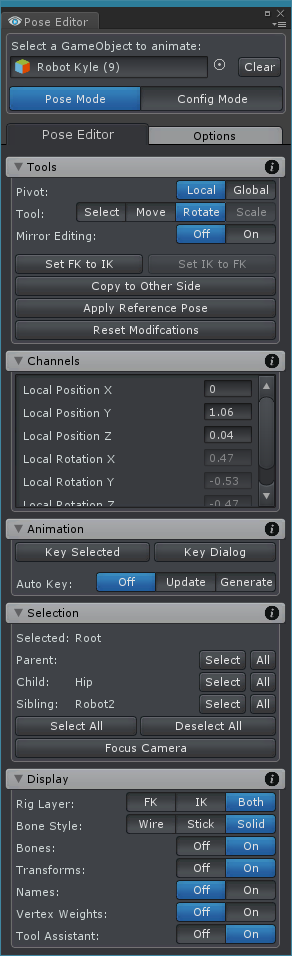 Pose Editor
Select a GameObject to animate:
Robot Kyle (9) Clear
Pose Mode Config Mode
Pose Editor Options
Tools
Pivot: Local Global
Tool: Select Move Rotate Scale
Mirror Editing: Off On
Set FK to IK Set IK to FK
Copy to Other Side
Apply Reference Pose
Reset Modifcations
Channels
Local Position X 0
Local Position Y 1.06
Local Position Z 0.04
Local Rotation X 0.47
Local Rotation Y -0.53
Local Rotation Z -0.47
Animation
Key Selected Key Dialog
Auto Key: Off Update Generate
Selection
Selected: Root
Parent: Select All
Child: Hip Select All
Sibling: Robot2 Select All
Select All Deselect All
Focus Camera
Display
Rig Layer: FK IK Both
Bone Style: Wire Stick Solid
Bones: Off On
Transforms: Off On
Names: Off On
Vertex Weights: Off On
Tool Assistant: Off On